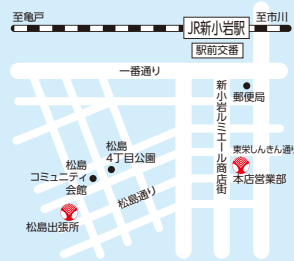 至亀戸
JR新小岩駅
至市川
駅前交番
一番通り
郵便局
新小岩ルミエール商店街
東栄しんきん通り
本店営業部
松島
4丁目公園
松島
コミュニティ
会館
松島通り
松島出張所